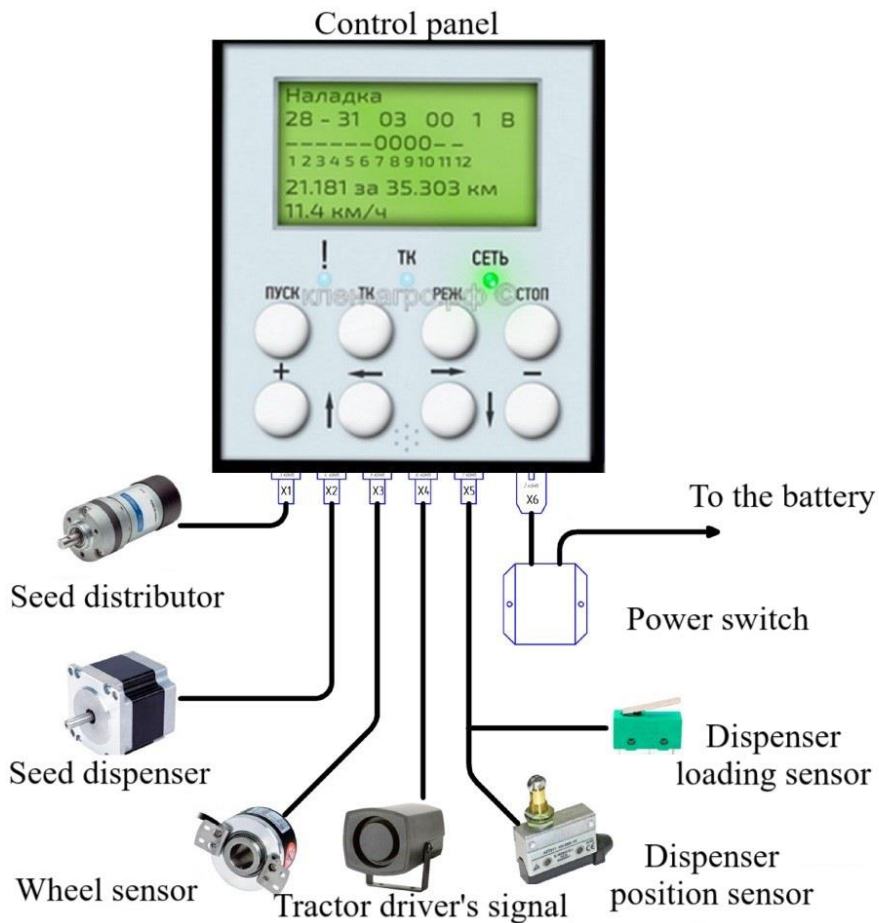 Control panel
Наладка
28 - 31 03 00 1 В
------0000--
1 2 3 4 5 6 7 8 9 10 11 12
21.181 за 35.303 км
11.4 км/ч
! ТК СЕТЬ
ПУСК ТК РЕЖ СТОП
клен-агро.рф ©
+ ← → −
↑ ↓
X1 X2 X3 X4 X5 X6
To the battery
Seed distributor
Power switch
Seed dispenser
Dispenser
loading sensor
Wheel sensor
Tractor driver's signal
Dispenser
position sensor